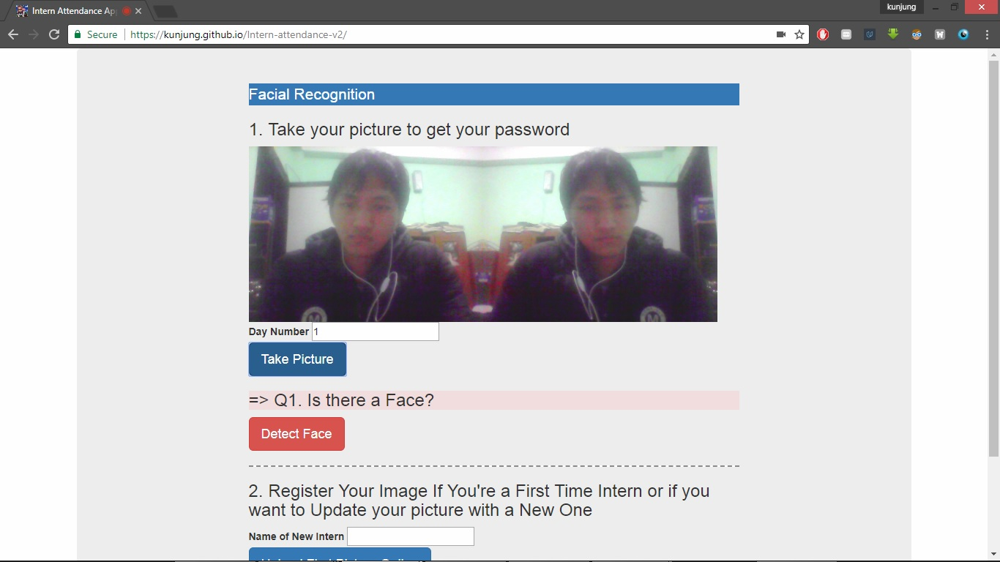 Intern Attendance Ap
kunjung
Secure
https://kunjung.github.io/Intern-attendance-v2/
Facial Recognition
1. Take your picture to get your password
Day Number 1
Take Picture
=> Q1. Is there a Face?
Detect Face
2. Register Your Image If You're a First Time Intern or if you
want to Update your picture with a New One
Name of New Intern